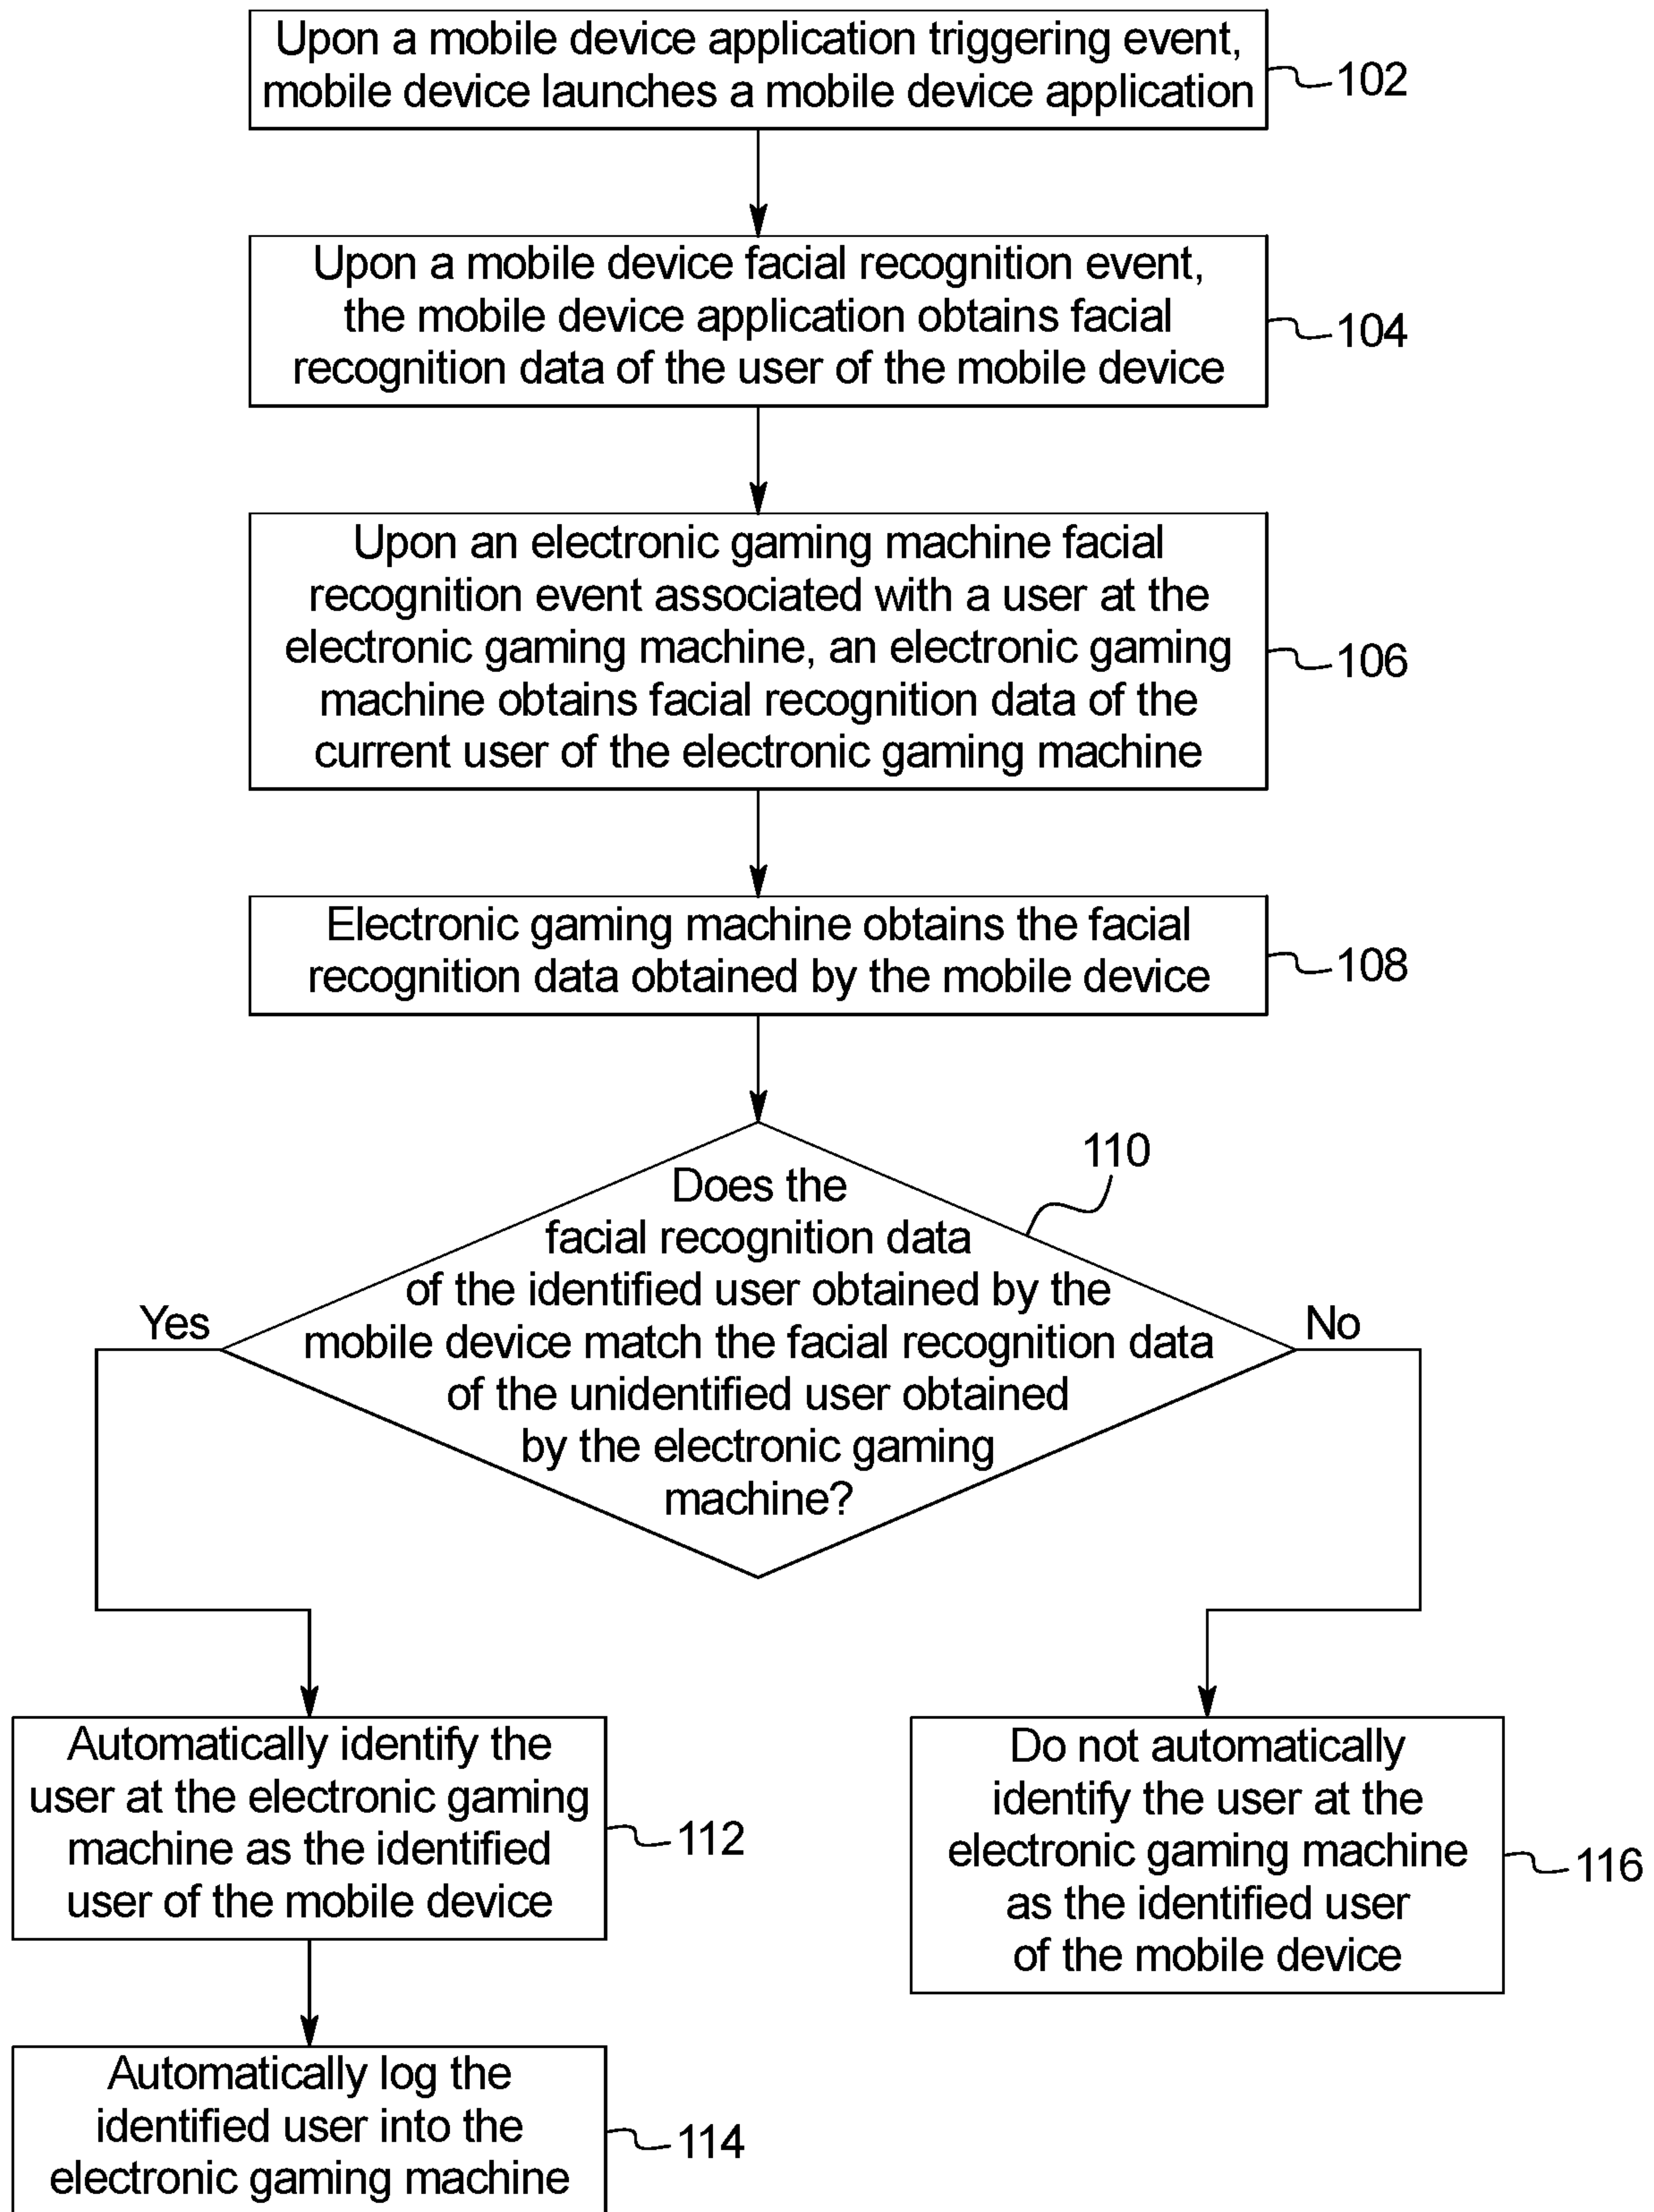 Upon a mobile device application triggering event,
mobile device launches a mobile device application
102
Upon a mobile device facial recognition event,
the mobile device application obtains facial
recognition data of the user of the mobile device
104
Upon an electronic gaming machine facial
recognition event associated with a user at the
electronic gaming machine, an electronic gaming
machine obtains facial recognition data of the
current user of the electronic gaming machine
106
Electronic gaming machine obtains the facial
recognition data obtained by the mobile device
108
110
Does the
facial recognition data
of the identified user obtained by the
mobile device match the facial recognition data
of the unidentified user obtained
by the electronic gaming
machine?
Yes
No
Automatically identify the
user at the electronic gaming
machine as the identified
user of the mobile device
112
Do not automatically
identify the user at the
electronic gaming machine
as the identified user
of the mobile device
116
Automatically log the
identified user into the
electronic gaming machine
114